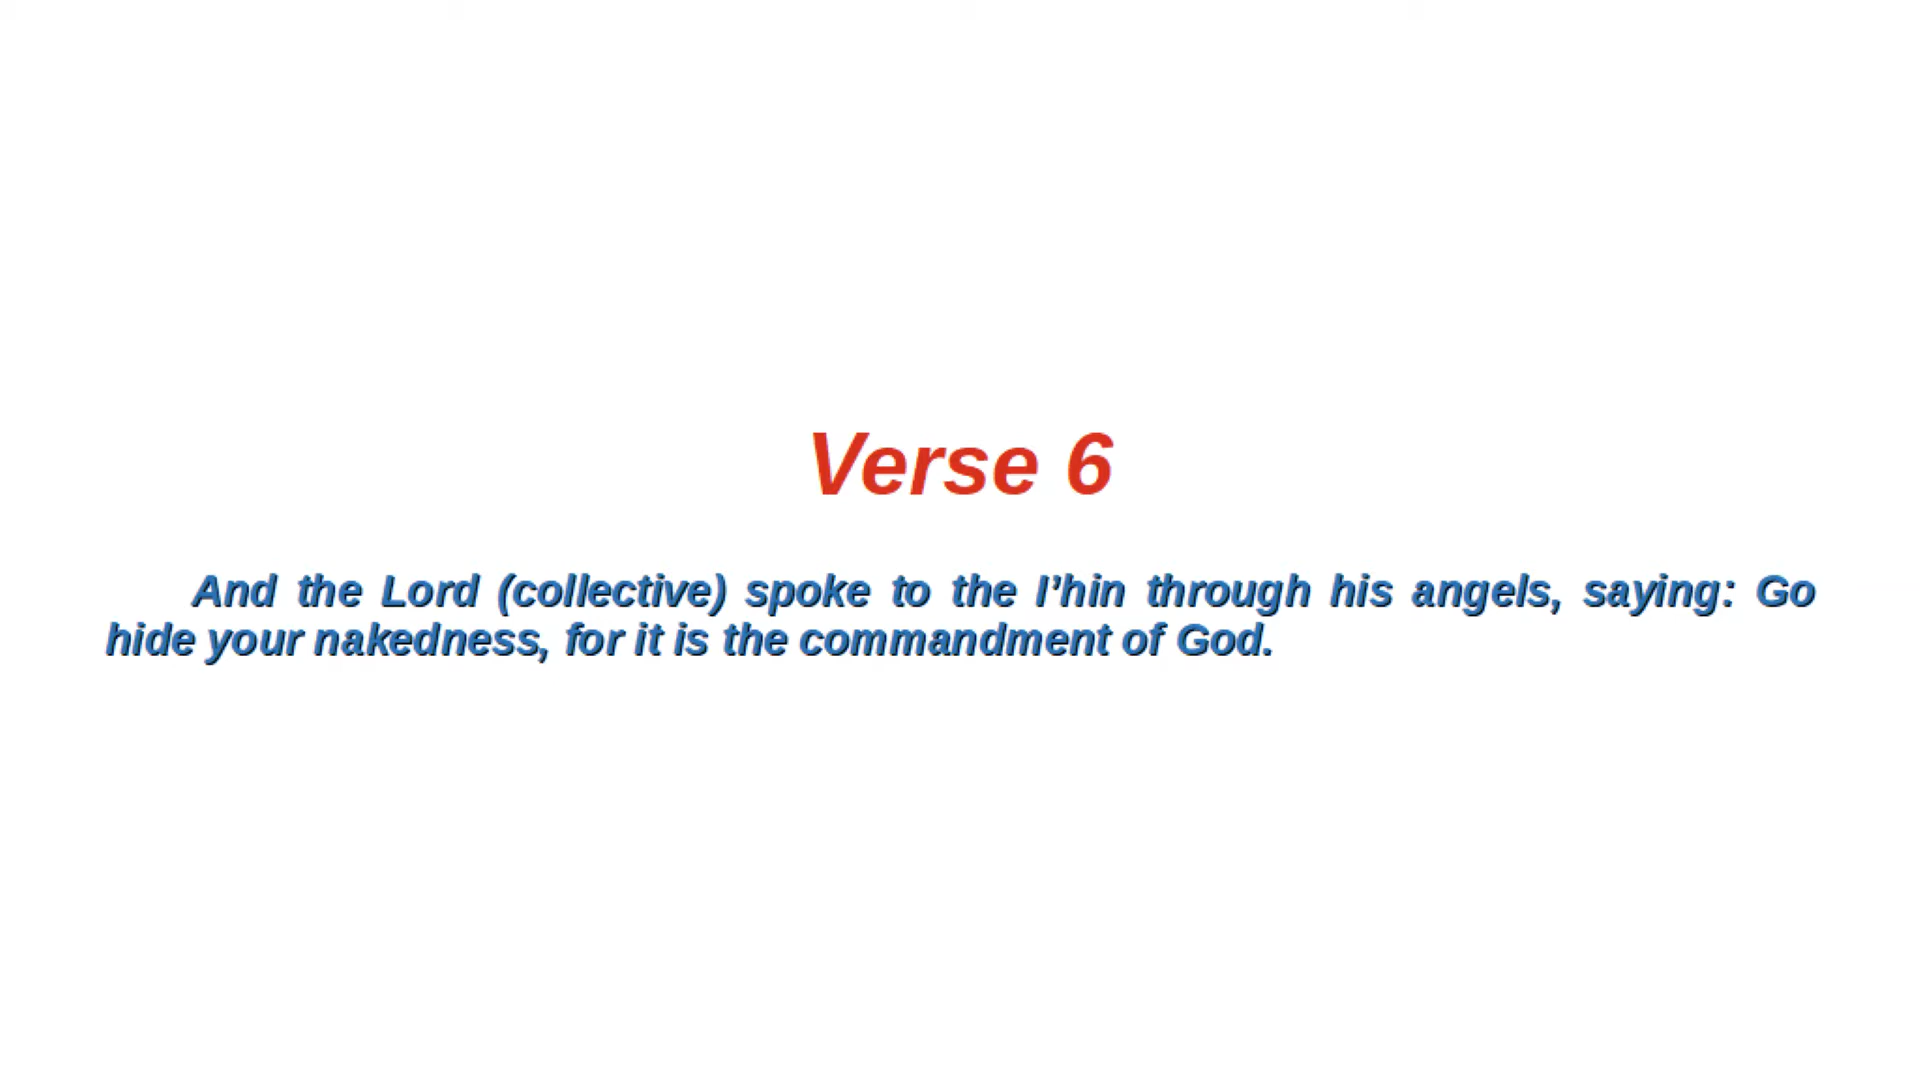 Verse 6
And the Lord (collective) spoke to the I’hin through his angels, saying: Go
hide your nakedness, for it is the commandment of God.